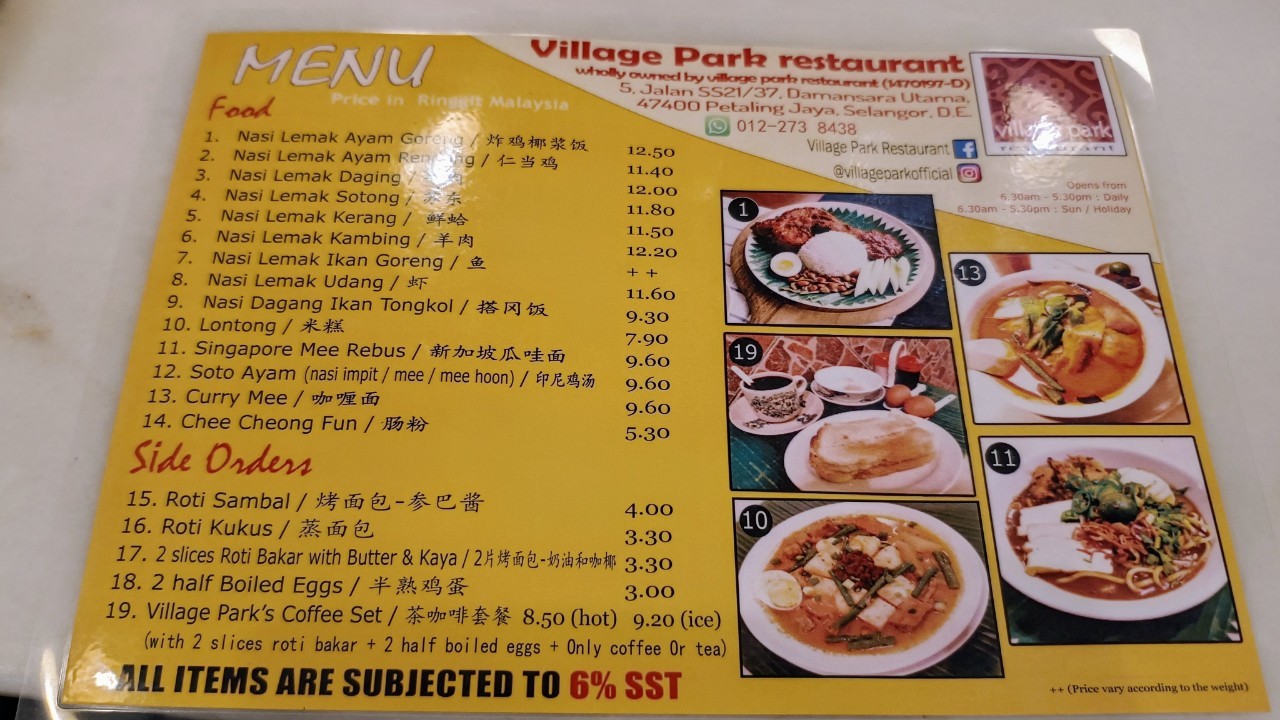 MENU
Price in Ringgit Malaysia
Village Park restaurant
wholly owned by village park restaurant (1470197-D)
5, Jalan SS21/37, Damansara Utama,
47400 Petaling Jaya, Selangor, D.E.
012-273 8438
Village Park Restaurant
@villageparkofficial
village park
restaurant
Opens from
6.30am - 5.30pm : Daily
6.30am - 5.30pm : Sun / Holiday
Food
1. Nasi Lemak Ayam Goreng / 炸鸡椰浆饭 12.50
2. Nasi Lemak Ayam Rendang / 仁当鸡 11.40
3. Nasi Lemak Daging / 12.00
4. Nasi Lemak Sotong / 11.80
5. Nasi Lemak Kerang / 鲜蛤 11.50
6. Nasi Lemak Kambing / 羊肉 12.20
7. Nasi Lemak Ikan Goreng / 鱼 ++
8. Nasi Lemak Udang / 虾 11.60
9. Nasi Dagang Ikan Tongkol / 搭冈饭 9.30
10. Lontong / 米糕 7.90
11. Singapore Mee Rebus / 新加坡瓜哇面 9.60
12. Soto Ayam (nasi impit / mee / mee hoon) / 印尼鸡汤 9.60
13. Curry Mee / 咖喱面 9.60
14. Chee Cheong Fun / 肠粉 5.30
Side Orders
15. Roti Sambal / 烤面包-参巴酱 4.00
16. Roti Kukus / 蒸面包 3.30
17. 2 slices Roti Bakar with Butter & Kaya / 2片烤面包-奶油和咖椰 3.30
18. 2 half Boiled Eggs / 半熟鸡蛋 3.00
19. Village Park's Coffee Set / 茶咖啡套餐 8.50 (hot) 9.20 (ice)
(with 2 slices roti bakar + 2 half boiled eggs + Only coffee Or tea)
ALL ITEMS ARE SUBJECTED TO 6% SST
1
13
19
11
10
++ (Price vary according to the weight)